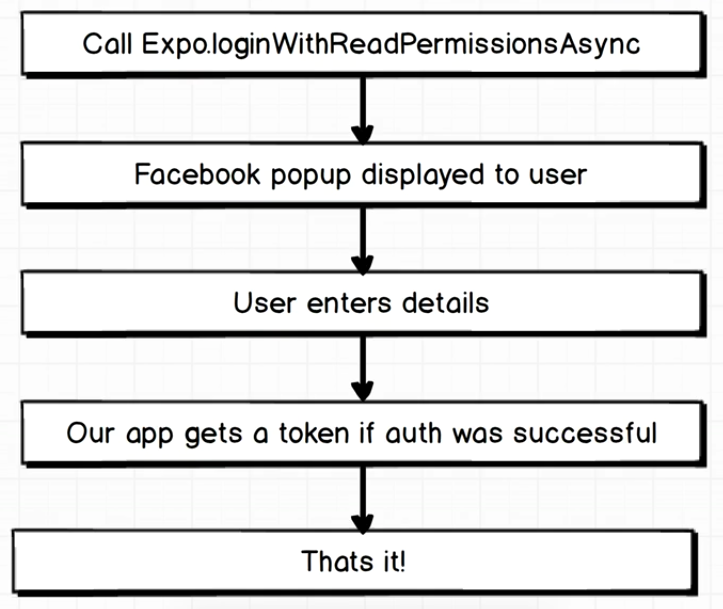 Call Expo.loginWithReadPermissionsAsync
Facebook popup displayed to user
User enters details
Our app gets a token if auth was successful
Thats it!